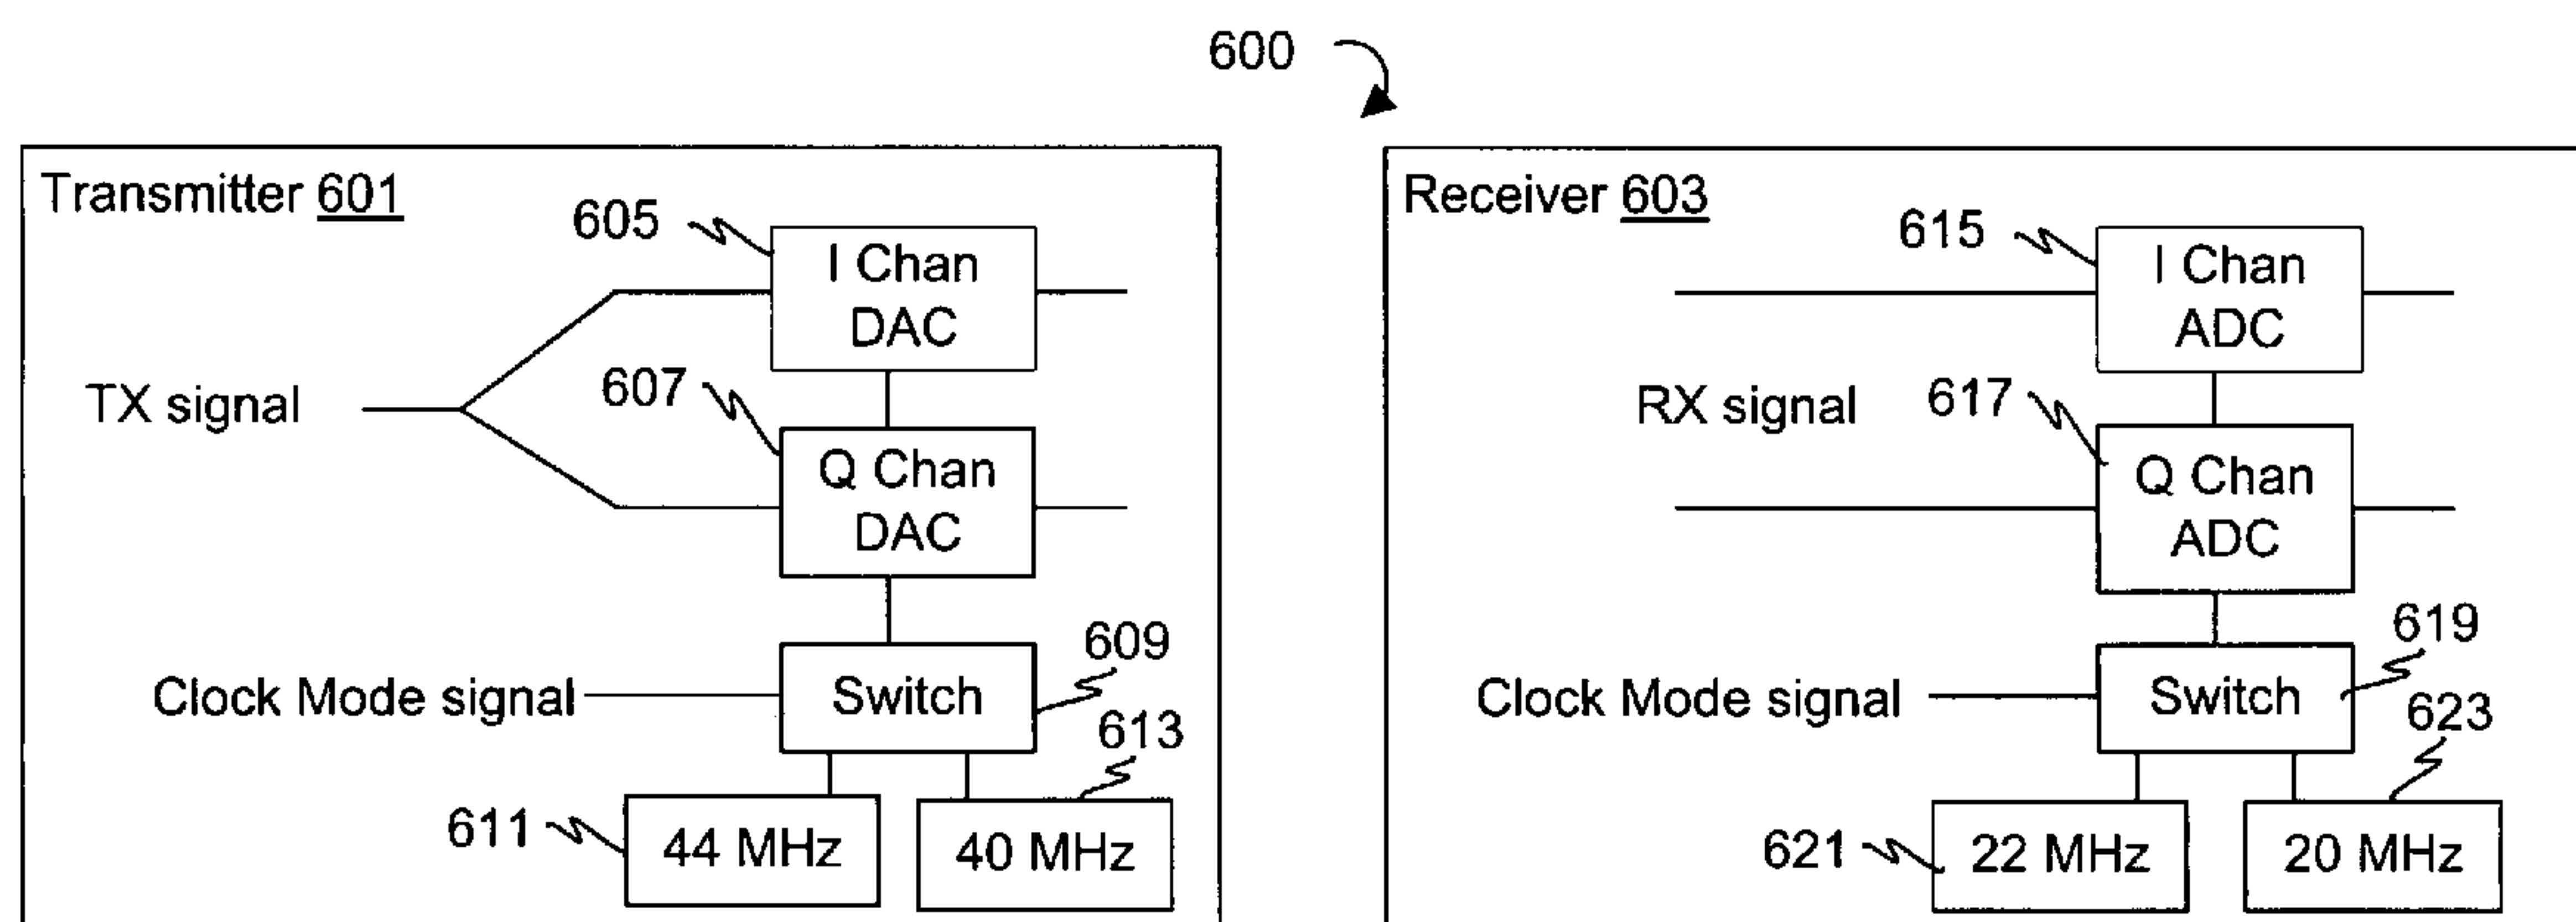 600
Transmitter 601
605
I Chan
DAC
TX signal
607
Q Chan
DAC
609
Clock Mode signal
Switch
613
611
44 MHz
40 MHz
Receiver 603
615
I Chan
ADC
RX signal
617
Q Chan
ADC
619
Clock Mode signal
Switch
623
621
22 MHz
20 MHz